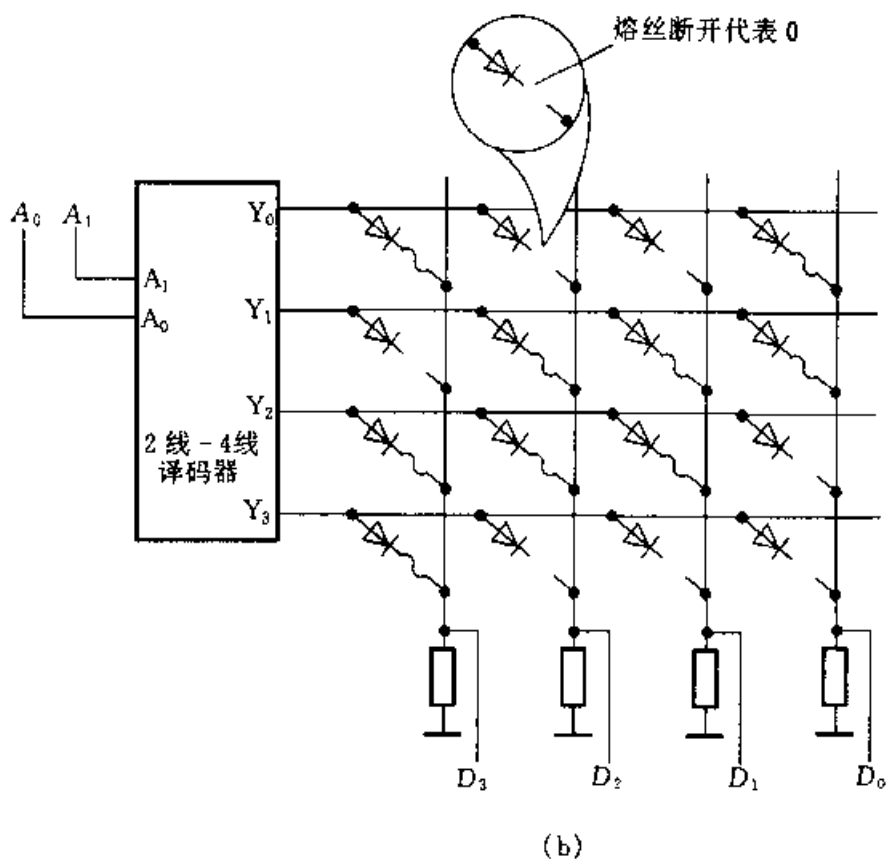 熔丝断开代表0
A₀ A₁
Y₀
A₁
A₀
Y₁
Y₂
2线-4线
译码器
Y₃
D₃ D₂ D₁ D₀
(b)